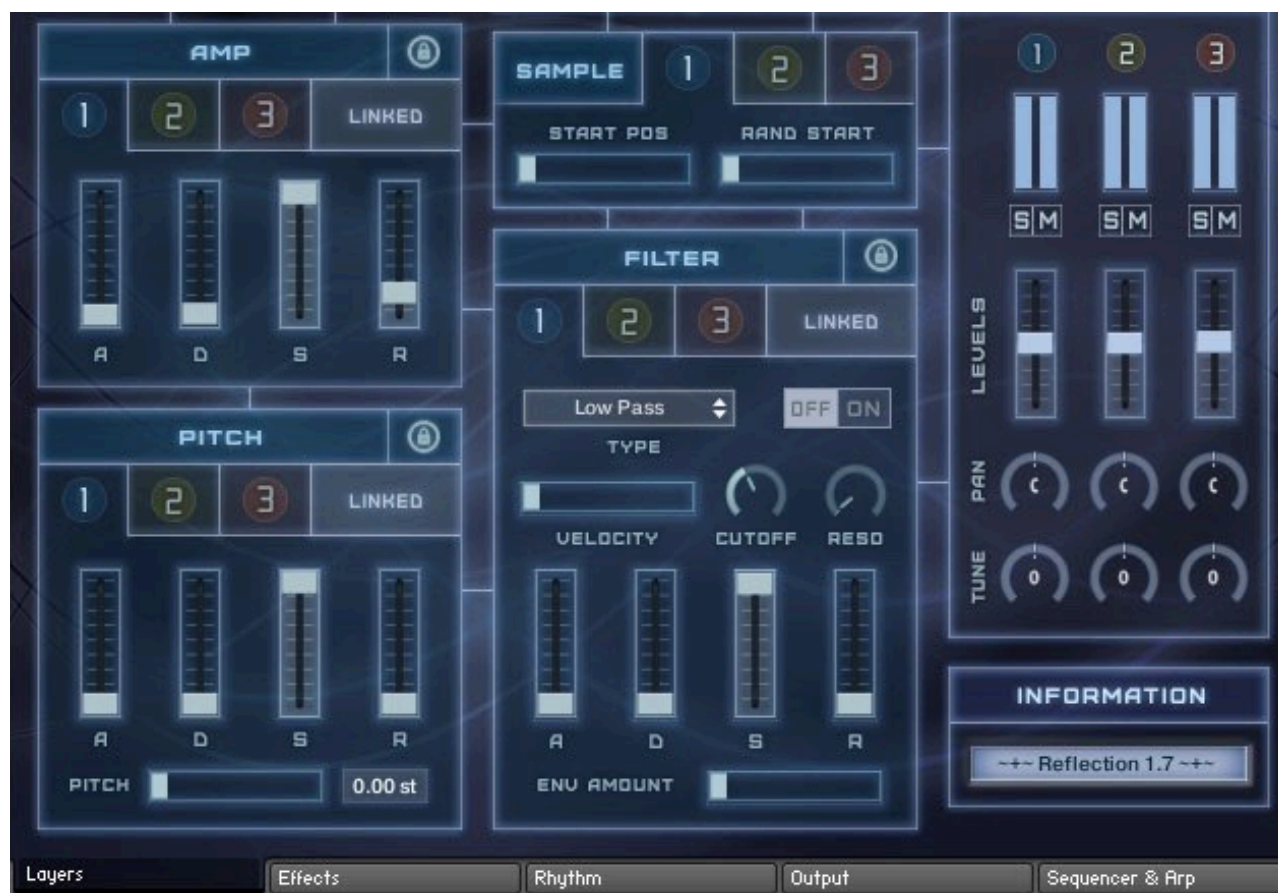 AMP
1 2 3 LINKED
A D S R
PITCH
1 2 3 LINKED
A D S R
PITCH 0.00 st
SAMPLE 1 2 3
START POS RAND START
FILTER
1 2 3 LINKED
Low Pass OFF ON
TYPE
VELOCITY CUTOFF RESO
A D S R
ENV AMOUNT
1 2 3
S M S M S M
LEVELS
PAN C C C
TUNE 0 0 0
INFORMATION
~+~ Reflection 1.7 ~+~
Layers Effects Rhythm Output Sequencer & Arp